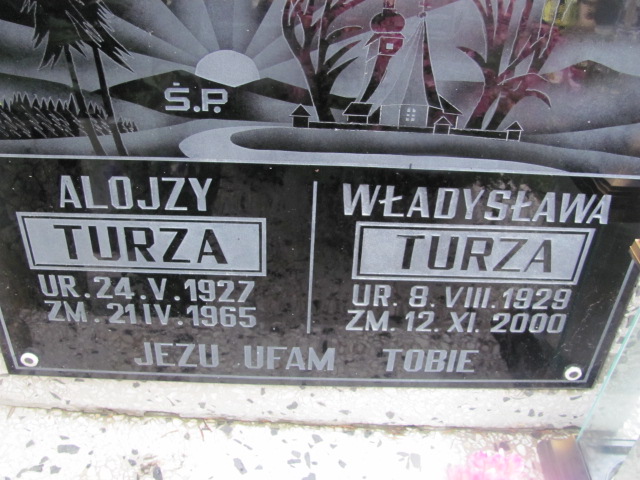 Ś.P.
ALOJZY
TURZA
UR. 24. V. 1927
ZM. 21 IV. 1965
WŁADYSŁAWA
TURZA
UR. 8. VIII. 1929
ZM. 12. XI. 2000
JEZU UFAM TOBIE